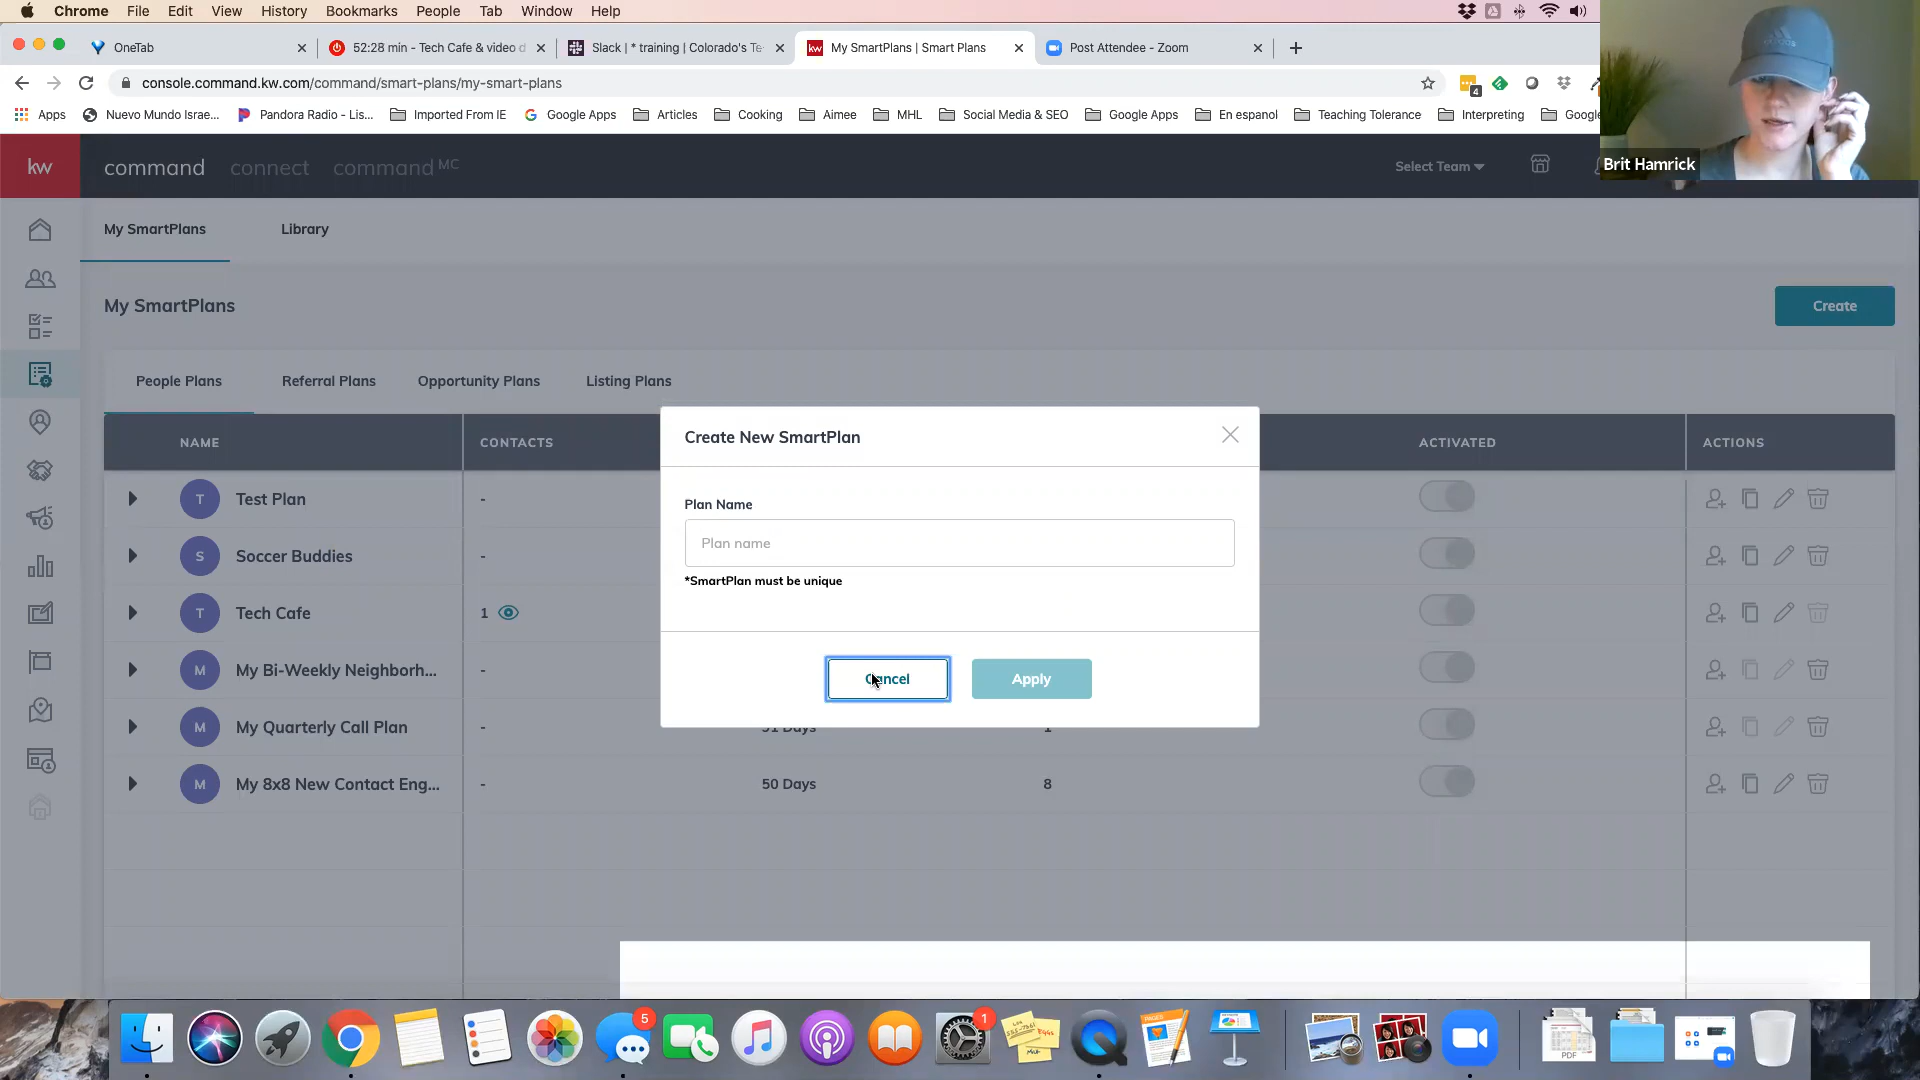 Chrome File Edit View History Bookmarks People Tab Window Help
OneTab
52:28 min - Tech Cafe & video d
Slack | * training | Colorado's Te
My SmartPlans | Smart Plans
Post Attendee - Zoom
console.command.kw.com/command/smart-plans/my-smart-plans
4
Apps Nuevo Mundo Israe... Pandora Radio - Lis... Imported From IE Google Apps Articles Cooking Aimee MHL Social Media & SEO Google Apps En espanol Teaching Tolerance Interpreting Google
Brit Hamrick
kw command connect command MC Select Team
My SmartPlans Library
My SmartPlans Create
People Plans Referral Plans Opportunity Plans Listing Plans
NAME CONTACTS ACTIVATED ACTIONS
T Test Plan -
S Soccer Buddies -
T Tech Cafe 1
M My Bi-Weekly Neighborh... -
M My Quarterly Call Plan - 91 Days 1
M My 8x8 New Contact Eng... - 50 Days 8
Create New SmartPlan
Plan Name
Plan name
*SmartPlan must be unique
Cancel Apply
5
1
PAGES
PDF